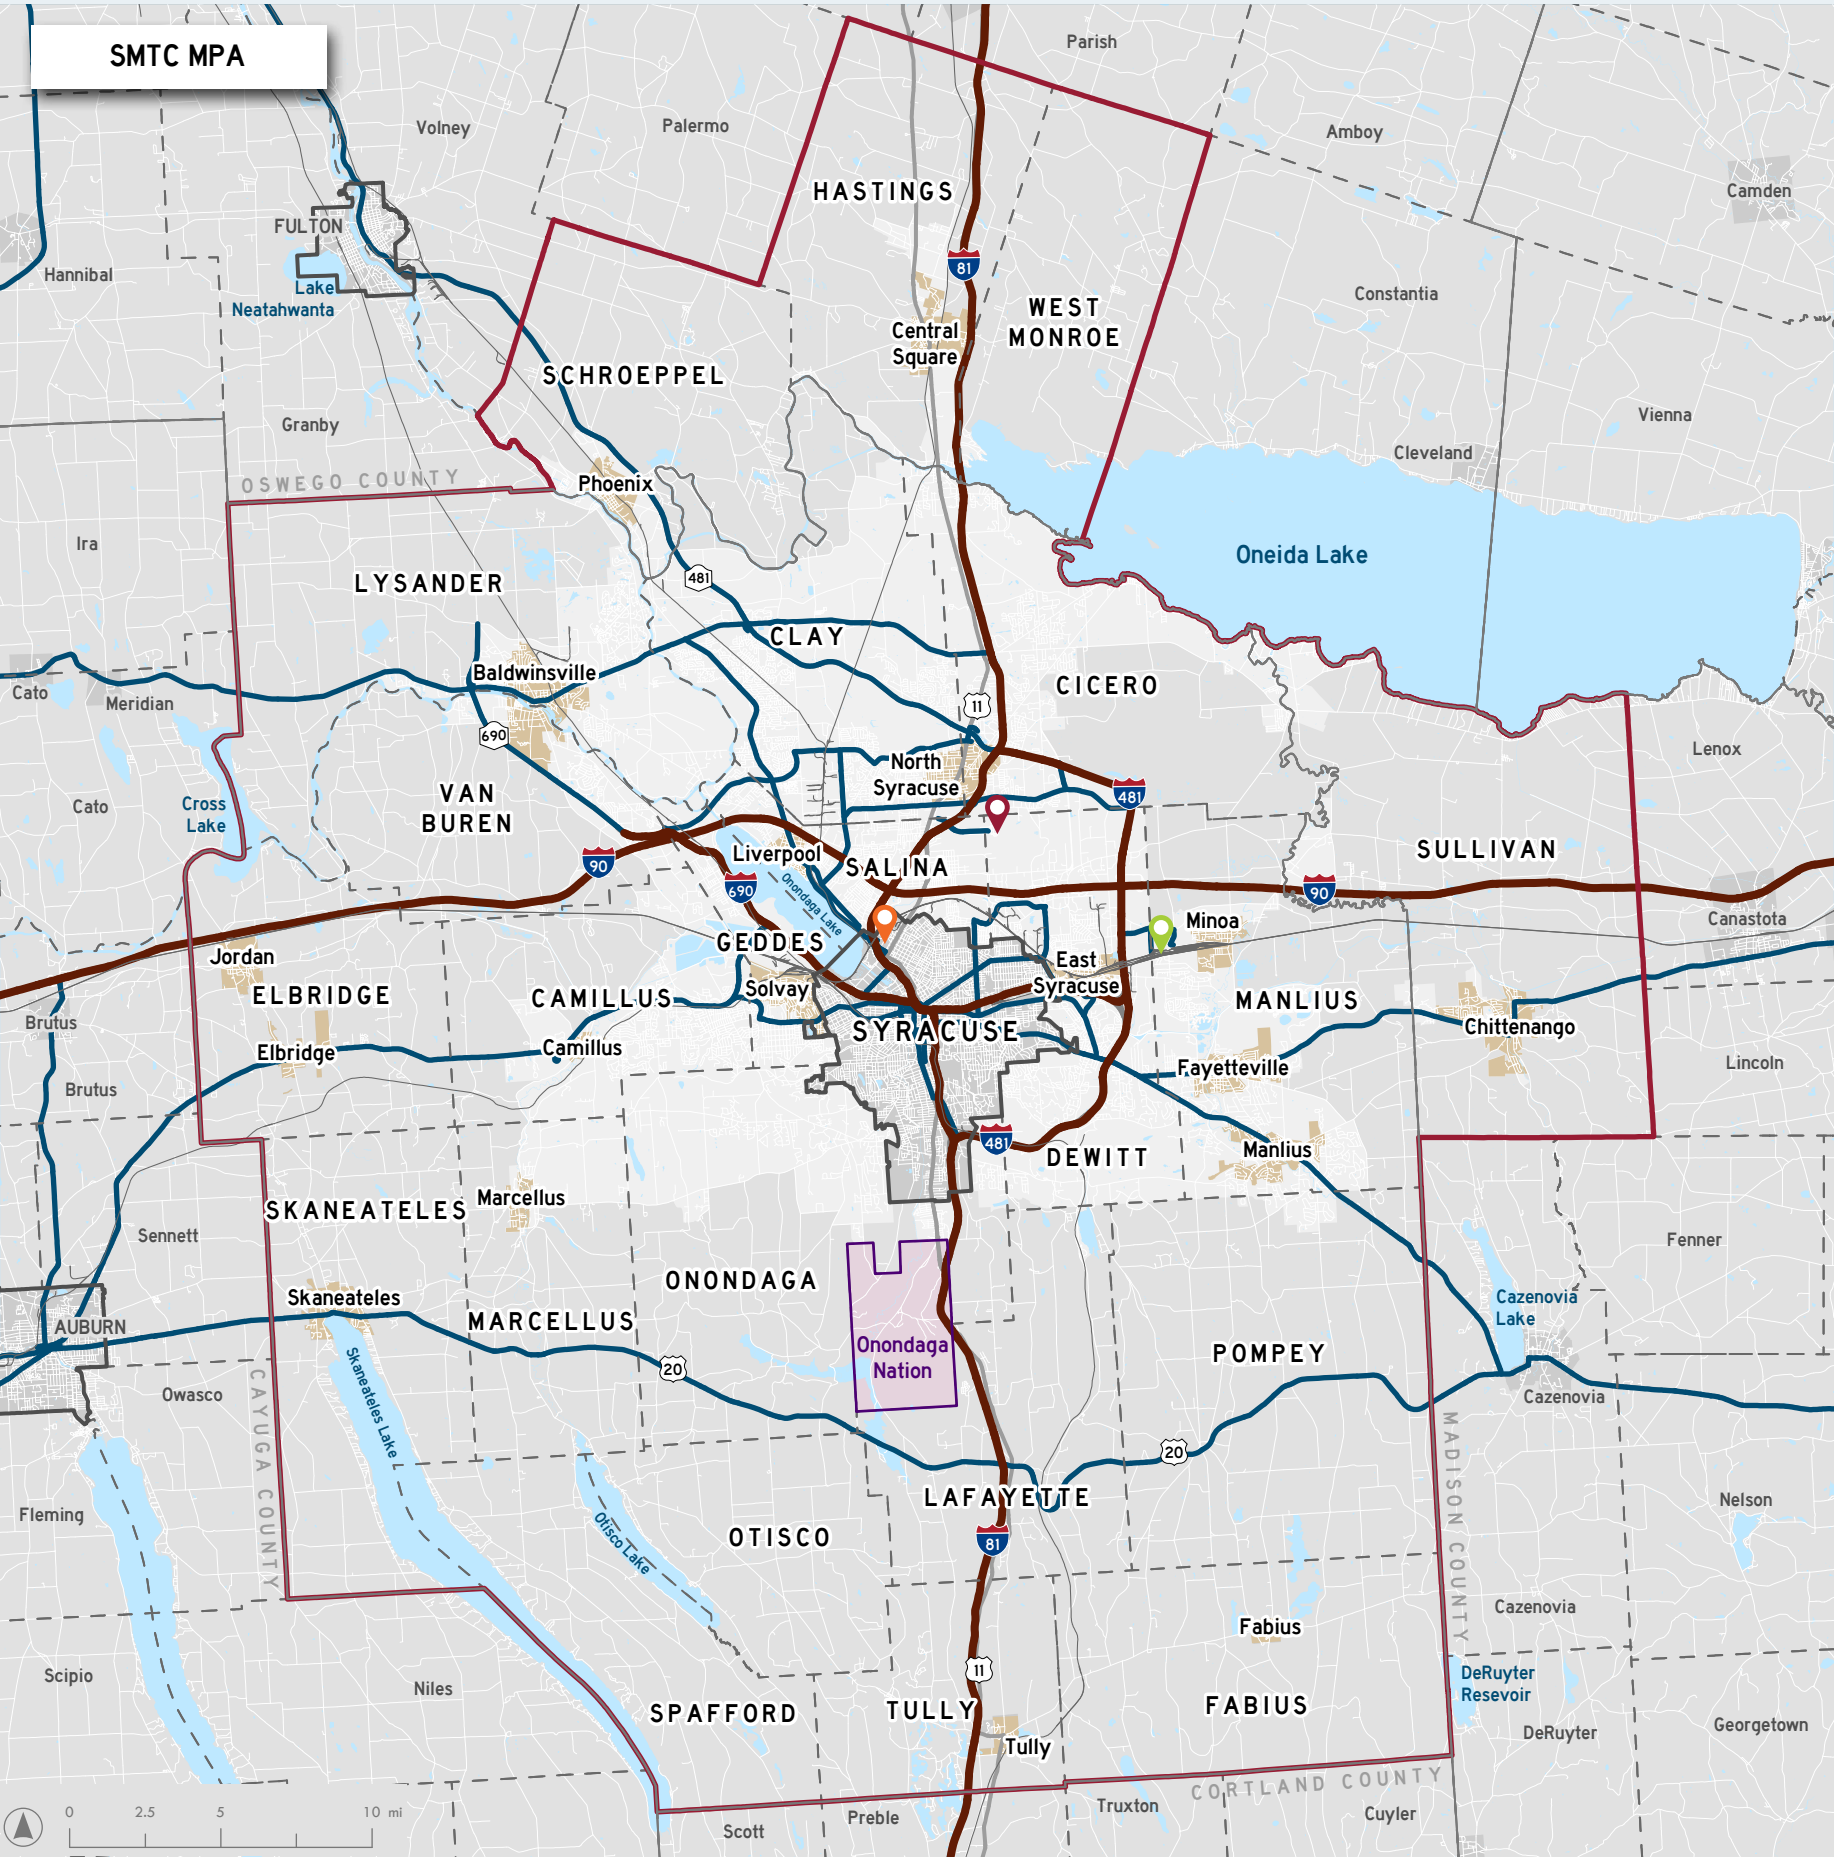 SMTC MPA
Parish
Volney
Palermo
Amboy
HASTINGS
Camden
FULTON
81
Hannibal
Lake
Neatahwanta
Constantia
WEST
MONROE
Central
Square
SCHROEPPEL
Granby
Vienna
Cleveland
OSWEGO COUNTY
Phoenix
Ira
Oneida Lake
LYSANDER
481
CLAY
Baldwinsville
CICERO
Cato
Meridian
11
690
Lenox
North
Syracuse
VAN
BUREN
481
Cato
Cross
Lake
Liverpool
SALINA
SULLIVAN
90
690
90
Onondaga Lake
Minoa
Canastota
GEDDES
Jordan
East
Syracuse
ELBRIDGE
CAMILLUS
Solvay
MANLIUS
Brutus
SYRACUSE
Chittenango
Elbridge
Camillus
Fayetteville
Lincoln
Brutus
481
DEWITT
Manlius
Marcellus
SKANEATELES
Sennett
Fenner
ONONDAGA
Skaneateles
Cazenovia
Lake
MARCELLUS
AUBURN
Onondaga
Nation
POMPEY
20
Skaneateles Lake
CAYUGA COUNTY
Owasco
Cazenovia
MADISON COUNTY
20
LAFAYETTE
Fleming
Nelson
Otisco Lake
OTISCO
81
Cazenovia
Fabius
Scipio
11
DeRuyter
Resevoir
Niles
SPAFFORD
TULLY
FABIUS
Georgetown
DeRuyter
Tully
CORTLAND COUNTY
0 2.5 5 10 mi
Truxton
Preble
Cuyler
Scott